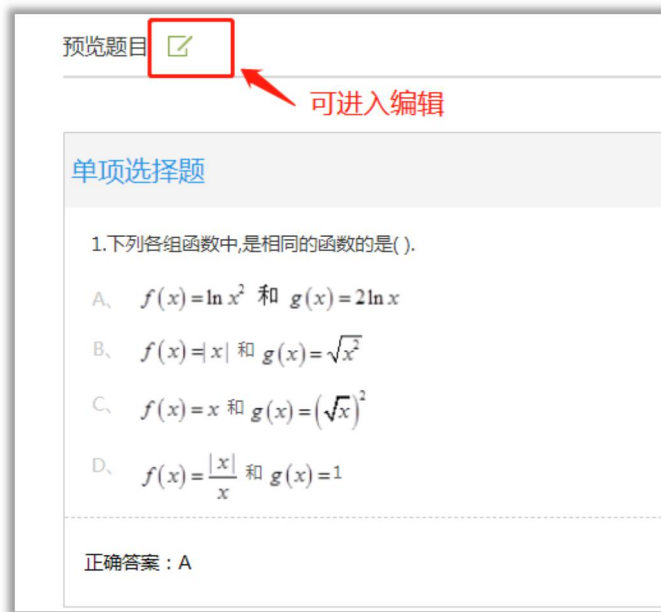 预览题目
可进入编辑
单项选择题
1.下列各组函数中,是相同的函数的是( ).
A、 f(x)=ln x² 和 g(x)=2ln x
B、 f(x)=|x| 和 g(x)=√x²
C、 f(x)=x 和 g(x)=(√x)²
D、 f(x)=|x|/x 和 g(x)=1
正确答案：A